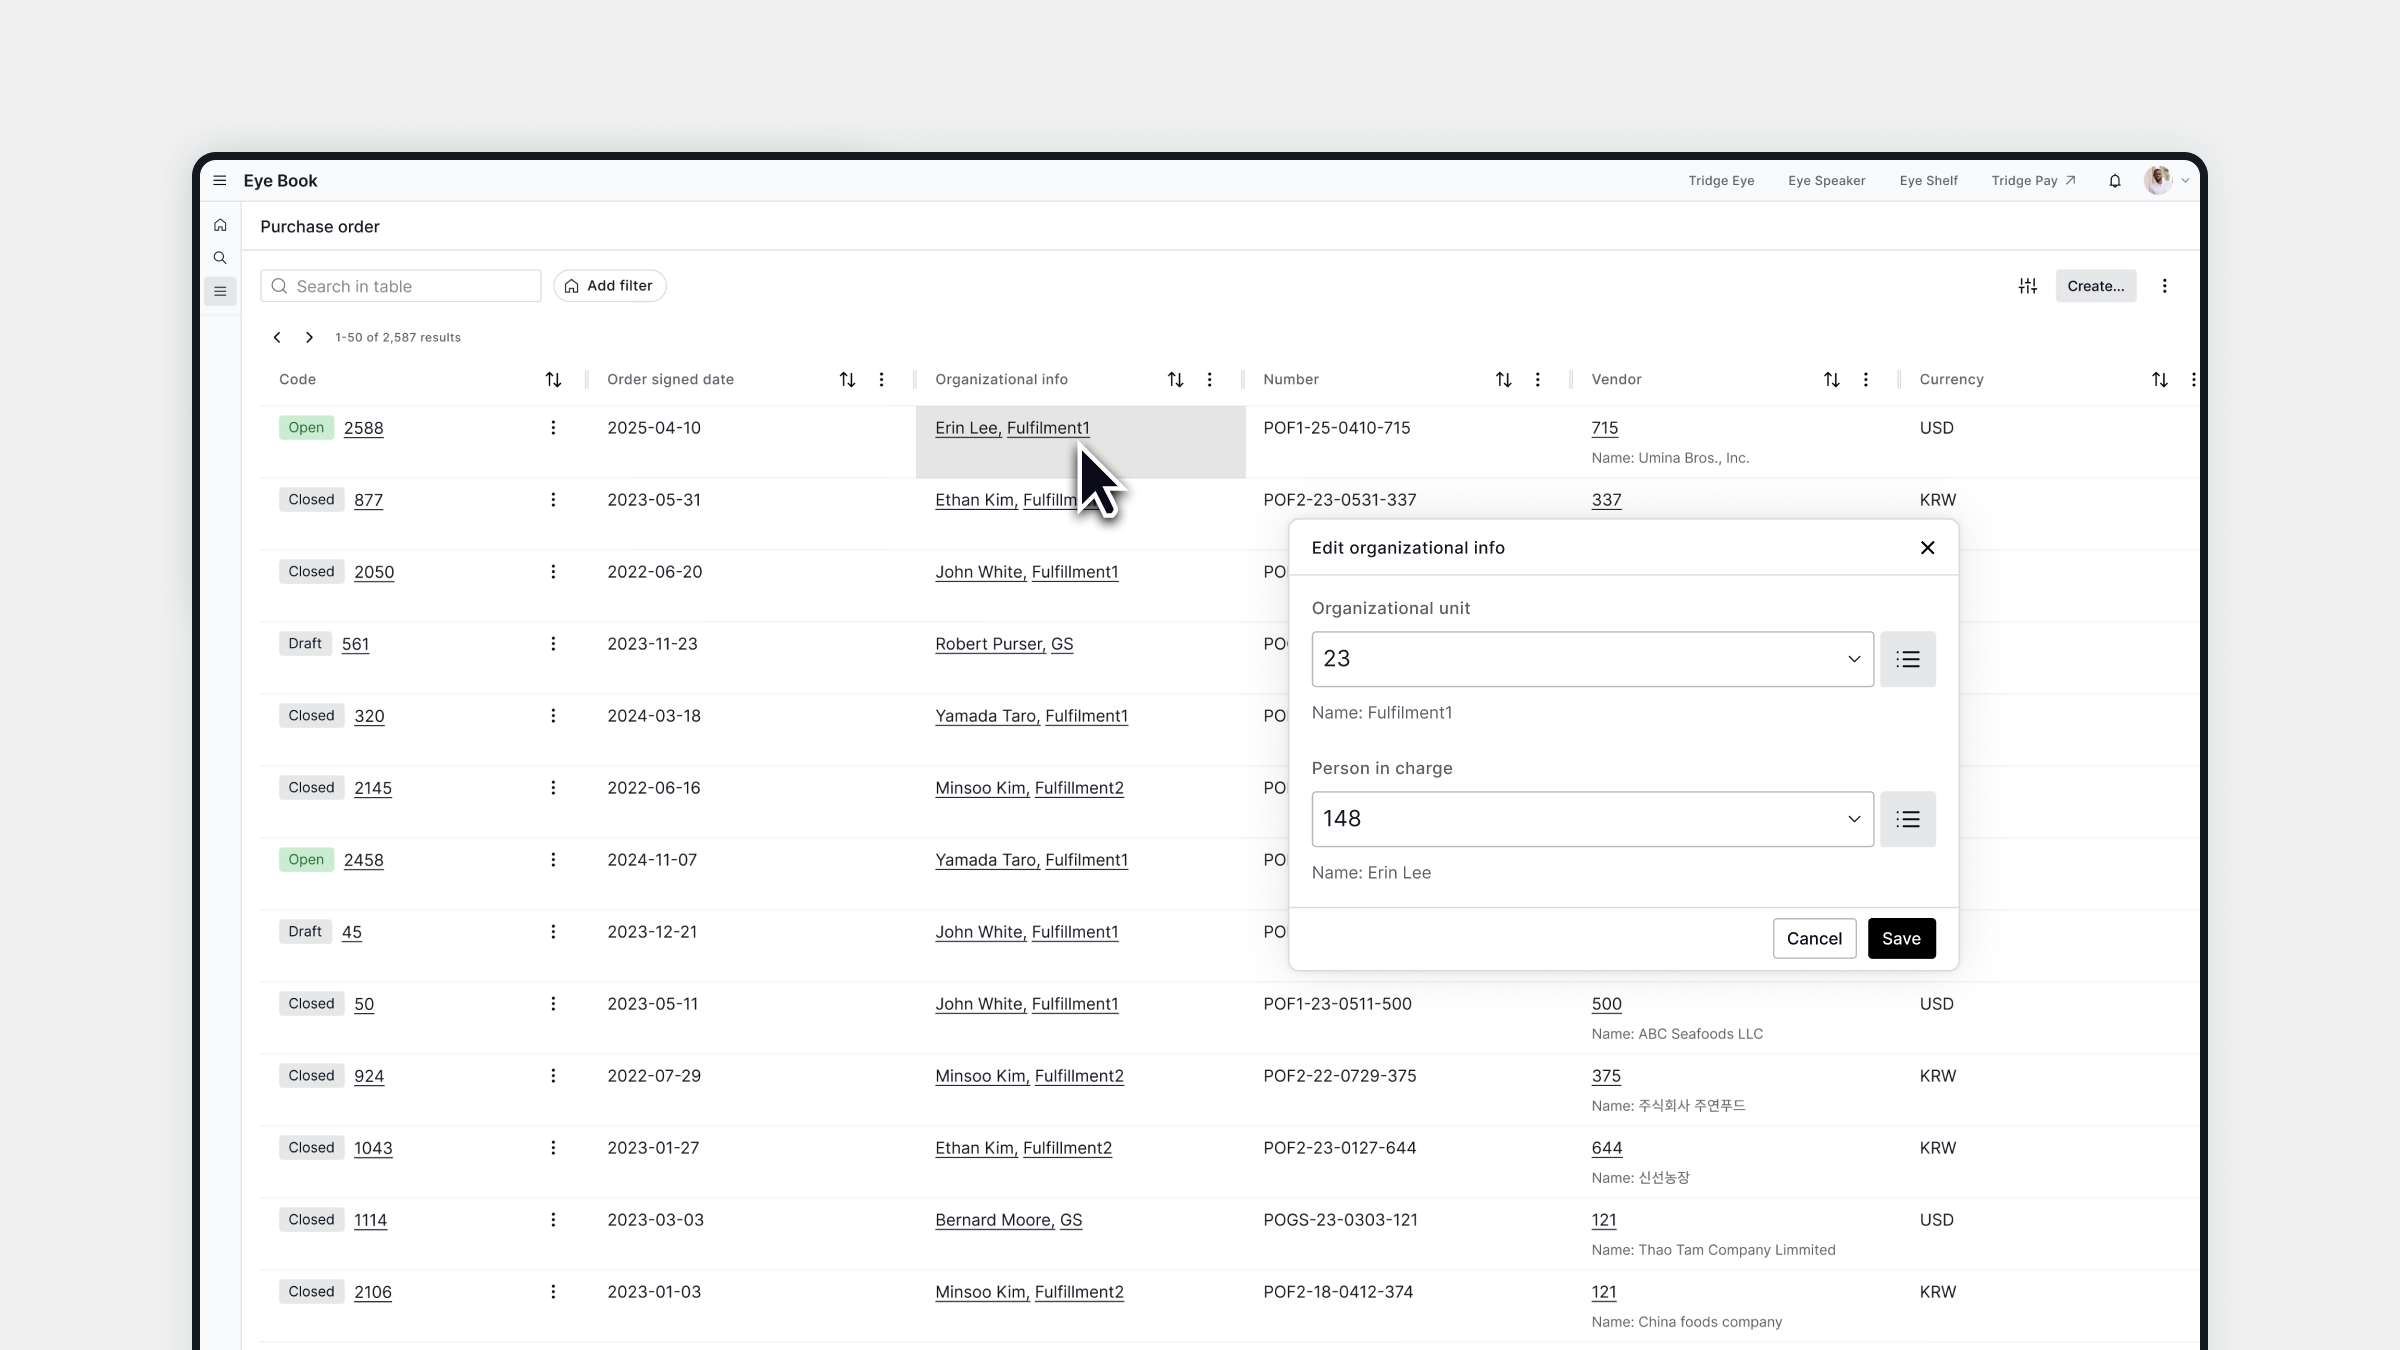 Eye Book Tridge Eye Eye Speaker Eye Shelf Tridge Pay
Purchase order
Search in table Add filter Create...
1-50 of 2,587 results
Code Order signed date Organizational info Number Vendor Currency
Open 2588 2025-04-10 Erin Lee, Fulfilment1 POF1-25-0410-715 715 USD
Name: Umina Bros., Inc.
Closed 877 2023-05-31 Ethan Kim, POF2-23-0531-337 337 KRW
Edit organizational info
Closed 2050 2022-06-20 John White, Fulfillment1
Organizational unit
Draft 561 2023-11-23 Robert Purser, GS
23
Name: Fulfilment1
Closed 320 2024-03-18 Yamada Taro, Fulfilment1
Person in charge
Closed 2145 2022-06-16 Minsoo Kim, Fulfillment2
148
Open 2458 2024-11-07 Yamada Taro, Fulfilment1
Name: Erin Lee
Draft 45 2023-12-21 John White, Fulfillment1
Cancel Save
Closed 50 2023-05-11 John White, Fulfillment1 POF1-23-0511-500 500 USD
Name: ABC Seafoods LLC
Closed 924 2022-07-29 Minsoo Kim, Fulfillment2 POF2-22-0729-375 375 KRW
Name: 주식회사 주연푸드
Closed 1043 2023-01-27 Ethan Kim, Fulfillment2 POF2-23-0127-644 644 KRW
Name: 신선농장
Closed 1114 2023-03-03 Bernard Moore, GS POGS-23-0303-121 121 USD
Name: Thao Tam Company Limmited
Closed 2106 2023-01-03 Minsoo Kim, Fulfillment2 POF2-18-0412-374 121 KRW
Name: China foods company